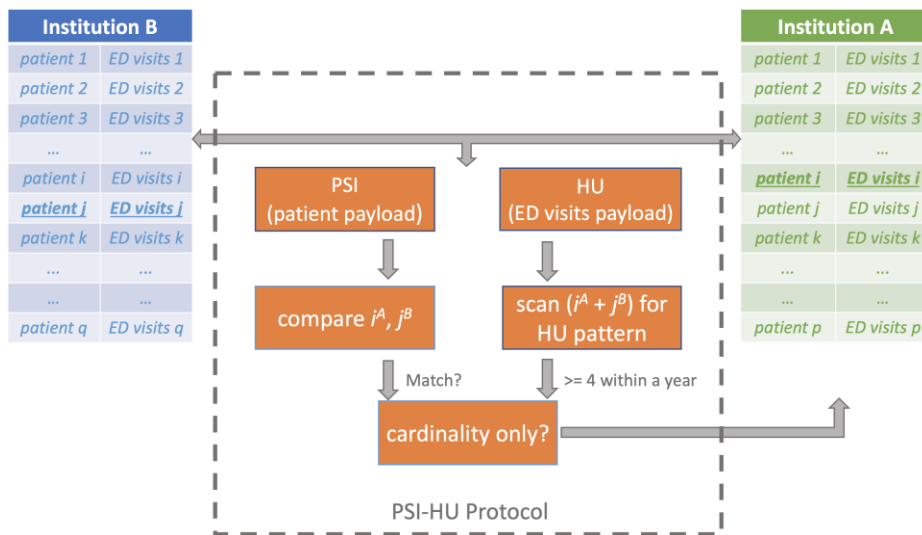 Institution B
patient 1 ED visits 1
patient 2 ED visits 2
patient 3 ED visits 3
... ...
patient i ED visits i
patient j ED visits j
patient k ED visits k
... ...
... ...
patient q ED visits q
PSI
(patient payload)
HU
(ED visits payload)
compare i^A, j^B
scan (i^A + j^B) for
HU pattern
Match?
>= 4 within a year
cardinality only?
PSI-HU Protocol
Institution A
patient 1 ED visits 1
patient 2 ED visits 2
patient 3 ED visits 3
... ...
patient i ED visits i
patient j ED visits j
patient k ED visits k
... ...
... ...
patient p ED visits p